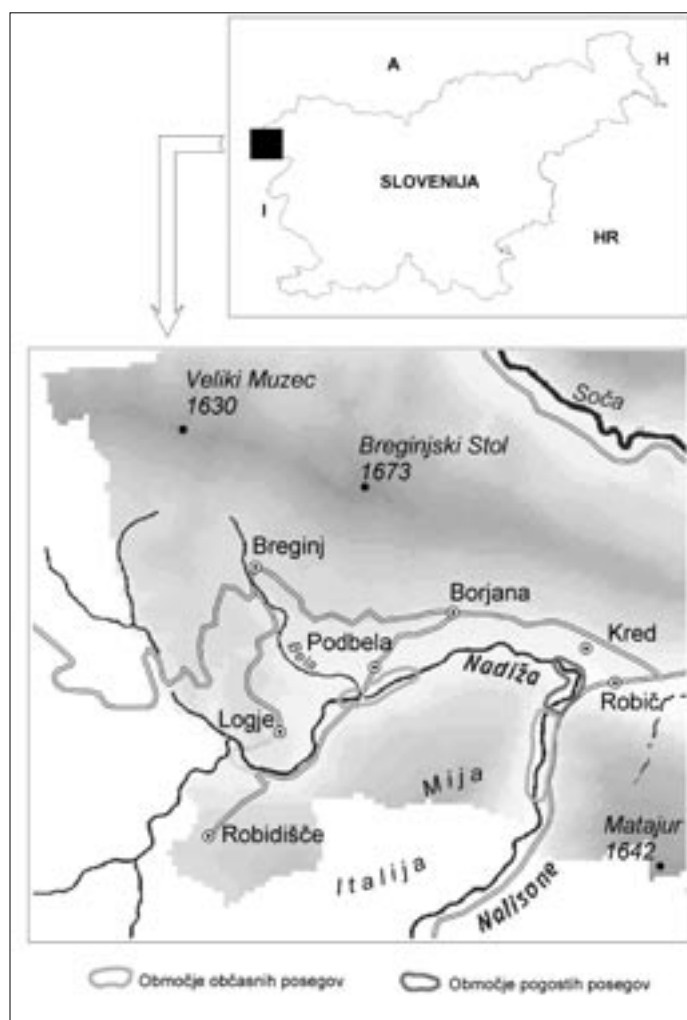 A
H
SLOVENIJA
I
HR
Veliki Muzec
1630
Soča
Breginjski Stol
1673
Breginj
Borjana
Kred
Podbela
Bela
Nadiža
Robič
Logje
Mija
Robidišče
Matajur
1642
Italija
Natisone
Območje občasnih posegov
Območje pogostih posegov